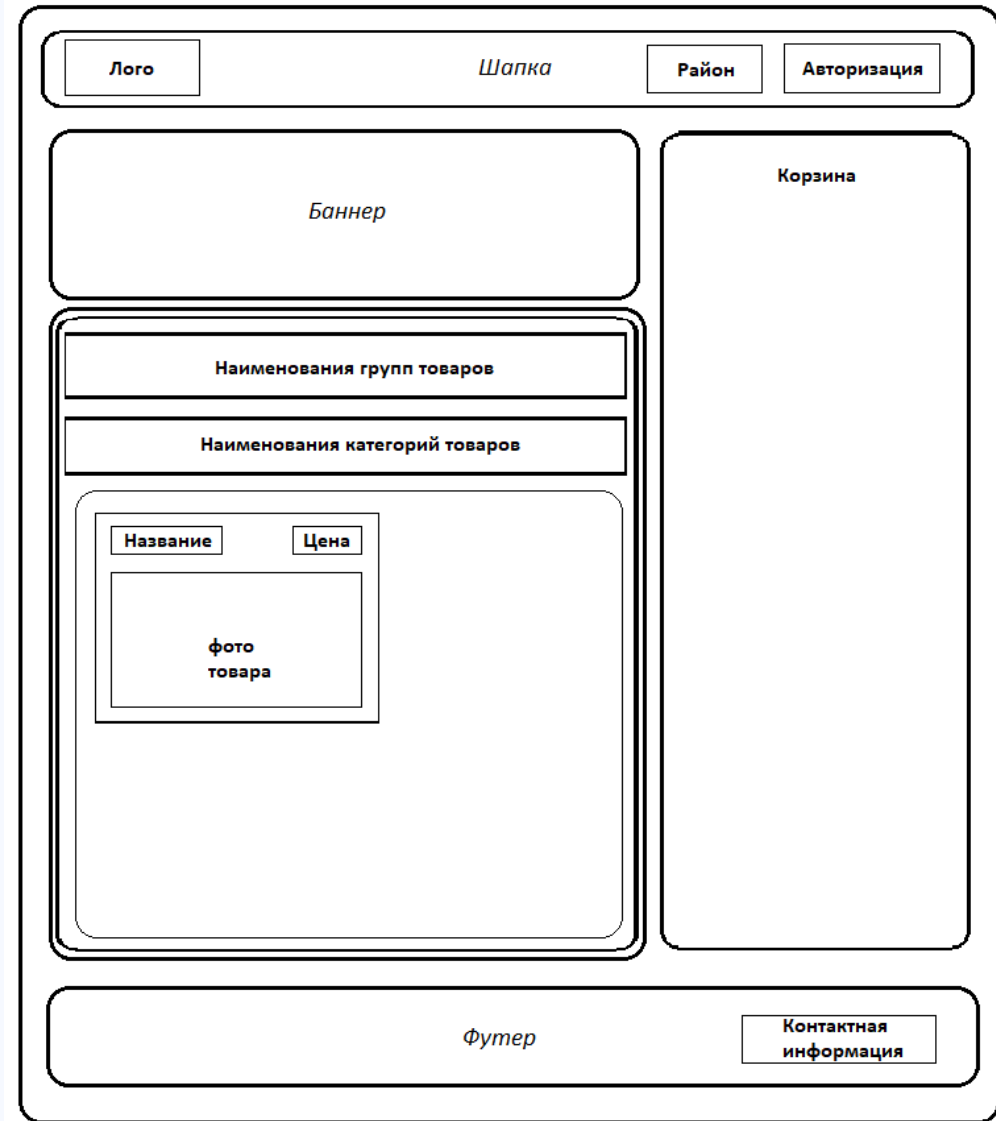 Лого
Шапка
Район
Авторизация
Баннер
Корзина
Наименования групп товаров
Наименования категорий товаров
Название
Цена
фото
товара
Футер
Контактная
информация